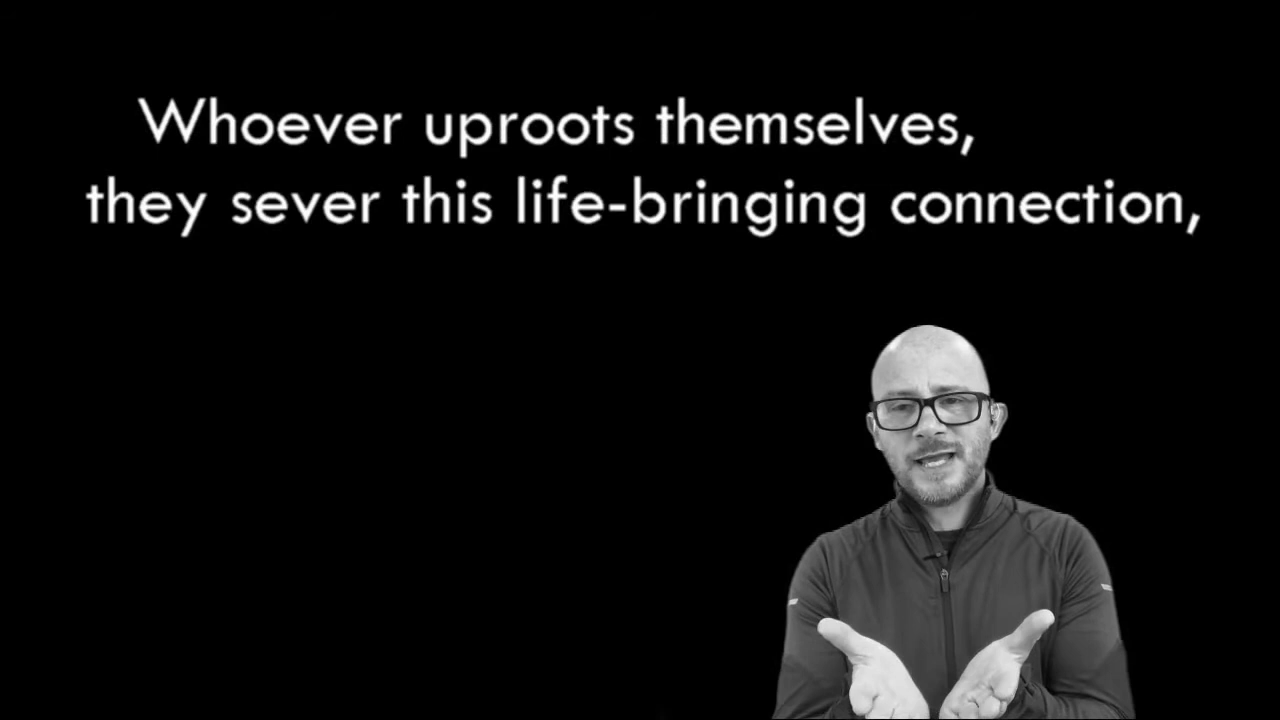 Whoever uproots themselves,
they sever this life-bringing connection,